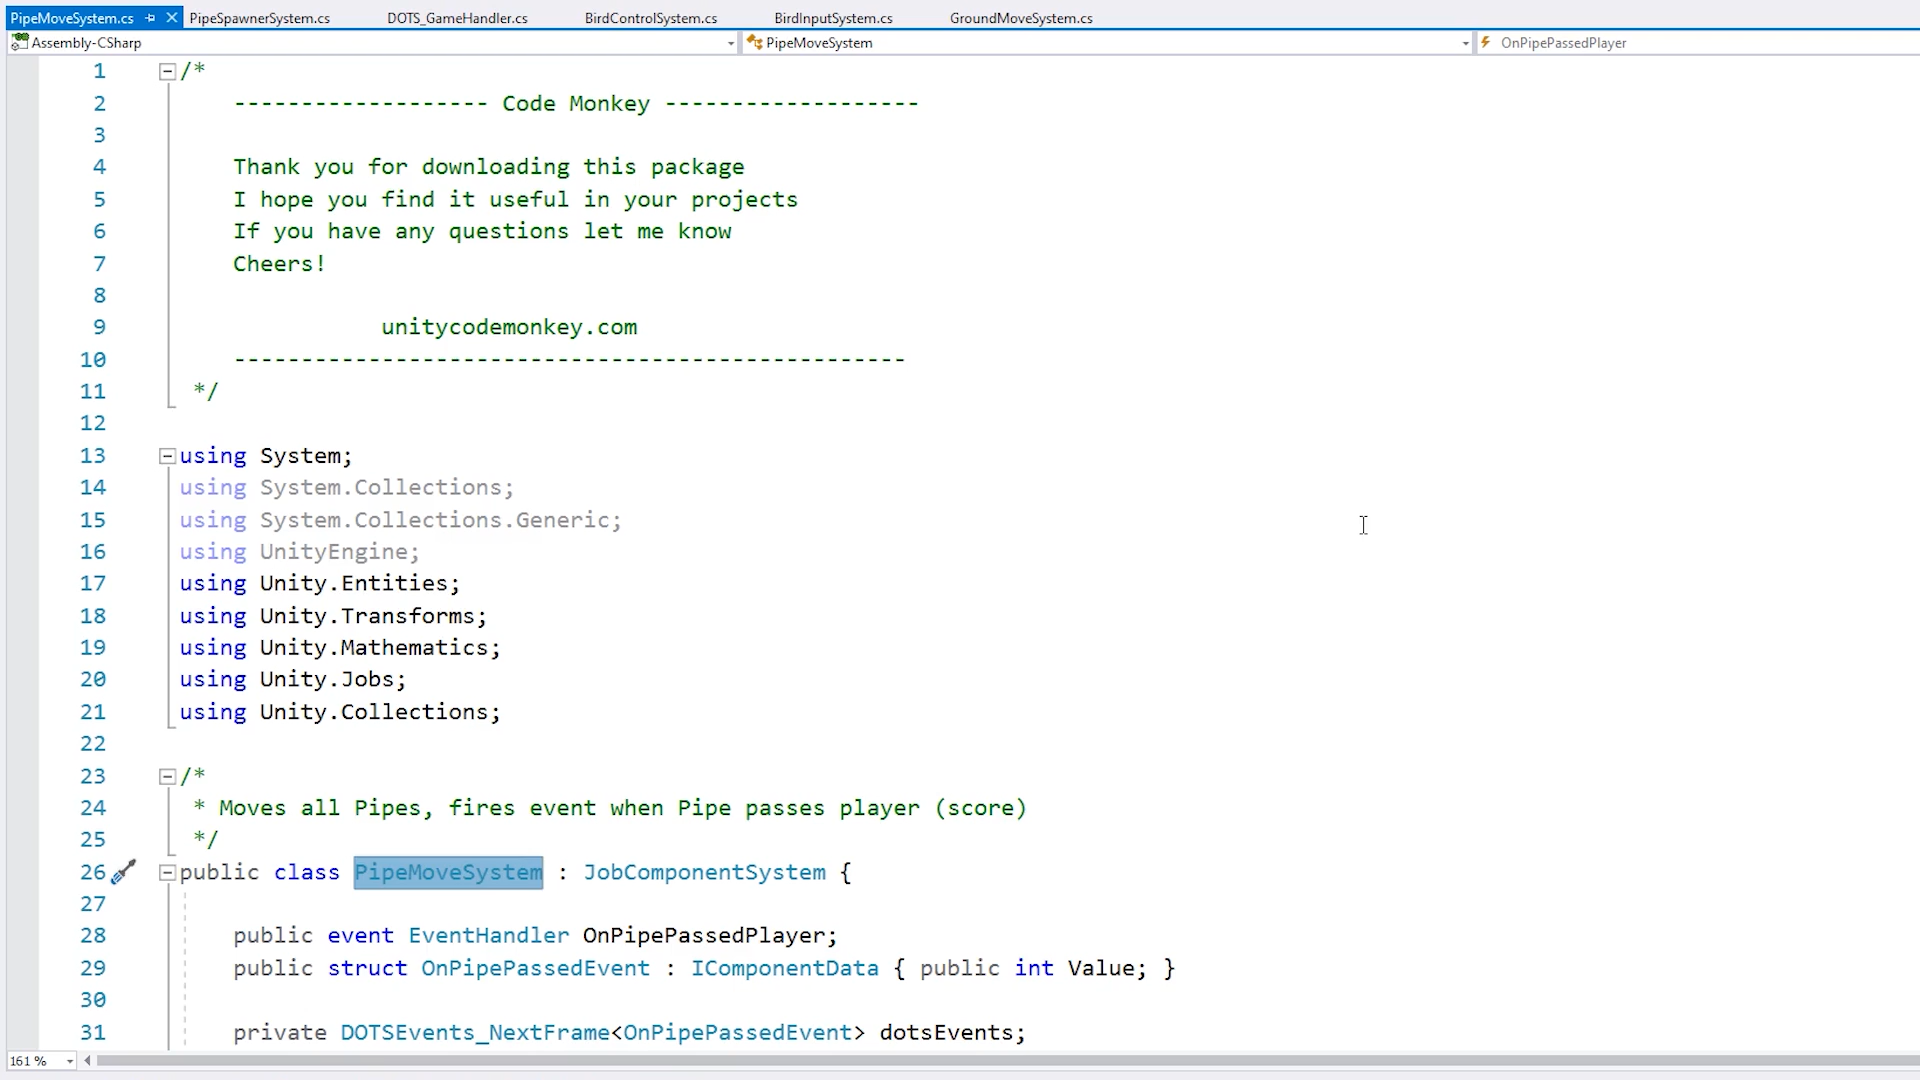 PipeMoveSystem.cs PipeSpawnerSystem.cs DOTS_GameHandler.cs BirdControlSystem.cs BirdInputSystem.cs GroundMoveSystem.cs
Assembly-CSharp PipeMoveSystem OnPipePassedPlayer
1 /*
2 ------------------- Code Monkey -------------------
3
4 Thank you for downloading this package
5 I hope you find it useful in your projects
6 If you have any questions let me know
7 Cheers!
8
9 unitycodemonkey.com
10 --------------------------------------------------
11 */
12
13 using System;
14 using System.Collections;
15 using System.Collections.Generic;
16 using UnityEngine;
17 using Unity.Entities;
18 using Unity.Transforms;
19 using Unity.Mathematics;
20 using Unity.Jobs;
21 using Unity.Collections;
22
23 /*
24 * Moves all Pipes, fires event when Pipe passes player (score)
25 */
26 public class PipeMoveSystem : JobComponentSystem {
27
28 public event EventHandler OnPipePassedPlayer;
29 public struct OnPipePassedEvent : IComponentData { public int Value; }
30
31 private DOTSEvents_NextFrame<OnPipePassedEvent> dotsEvents;
161 %